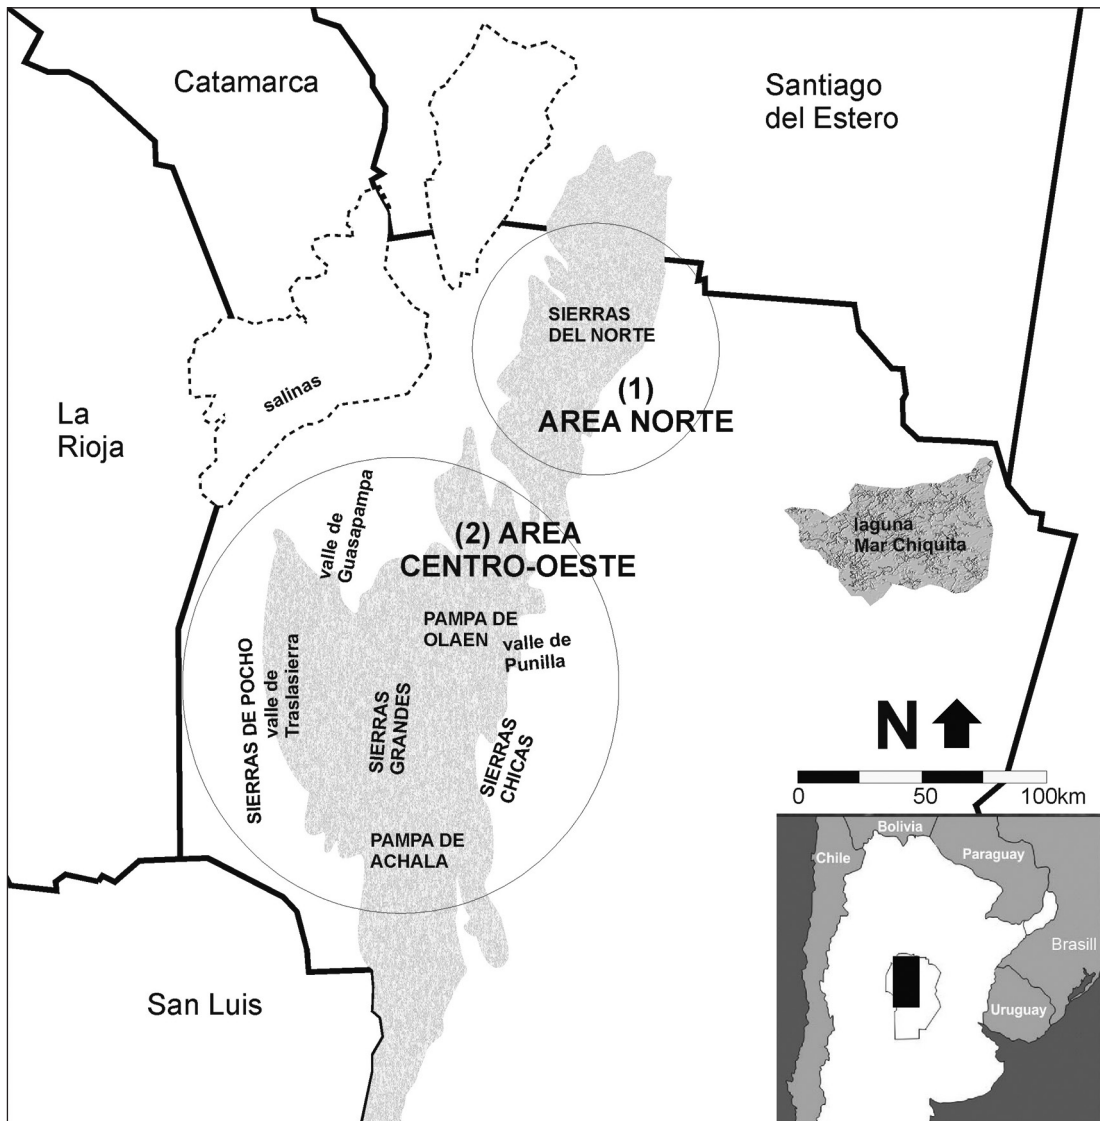 Catamarca
Santiago
del Estero
SIERRAS
DEL NORTE
(1)
AREA NORTE
salinas
La
Rioja
valle de
Guasapampa
(2) AREA
CENTRO-OESTE
laguna
Mar Chiquita
PAMPA DE
OLAEN
valle de
Punilla
SIERRAS DE POCHO
valle de
Traslasierra
SIERRAS
GRANDES
SIERRAS
CHICAS
PAMPA DE
ACHALA
San Luis
N
0 50 100km
Bolivia
Chile
Paraguay
Brasill
Uruguay